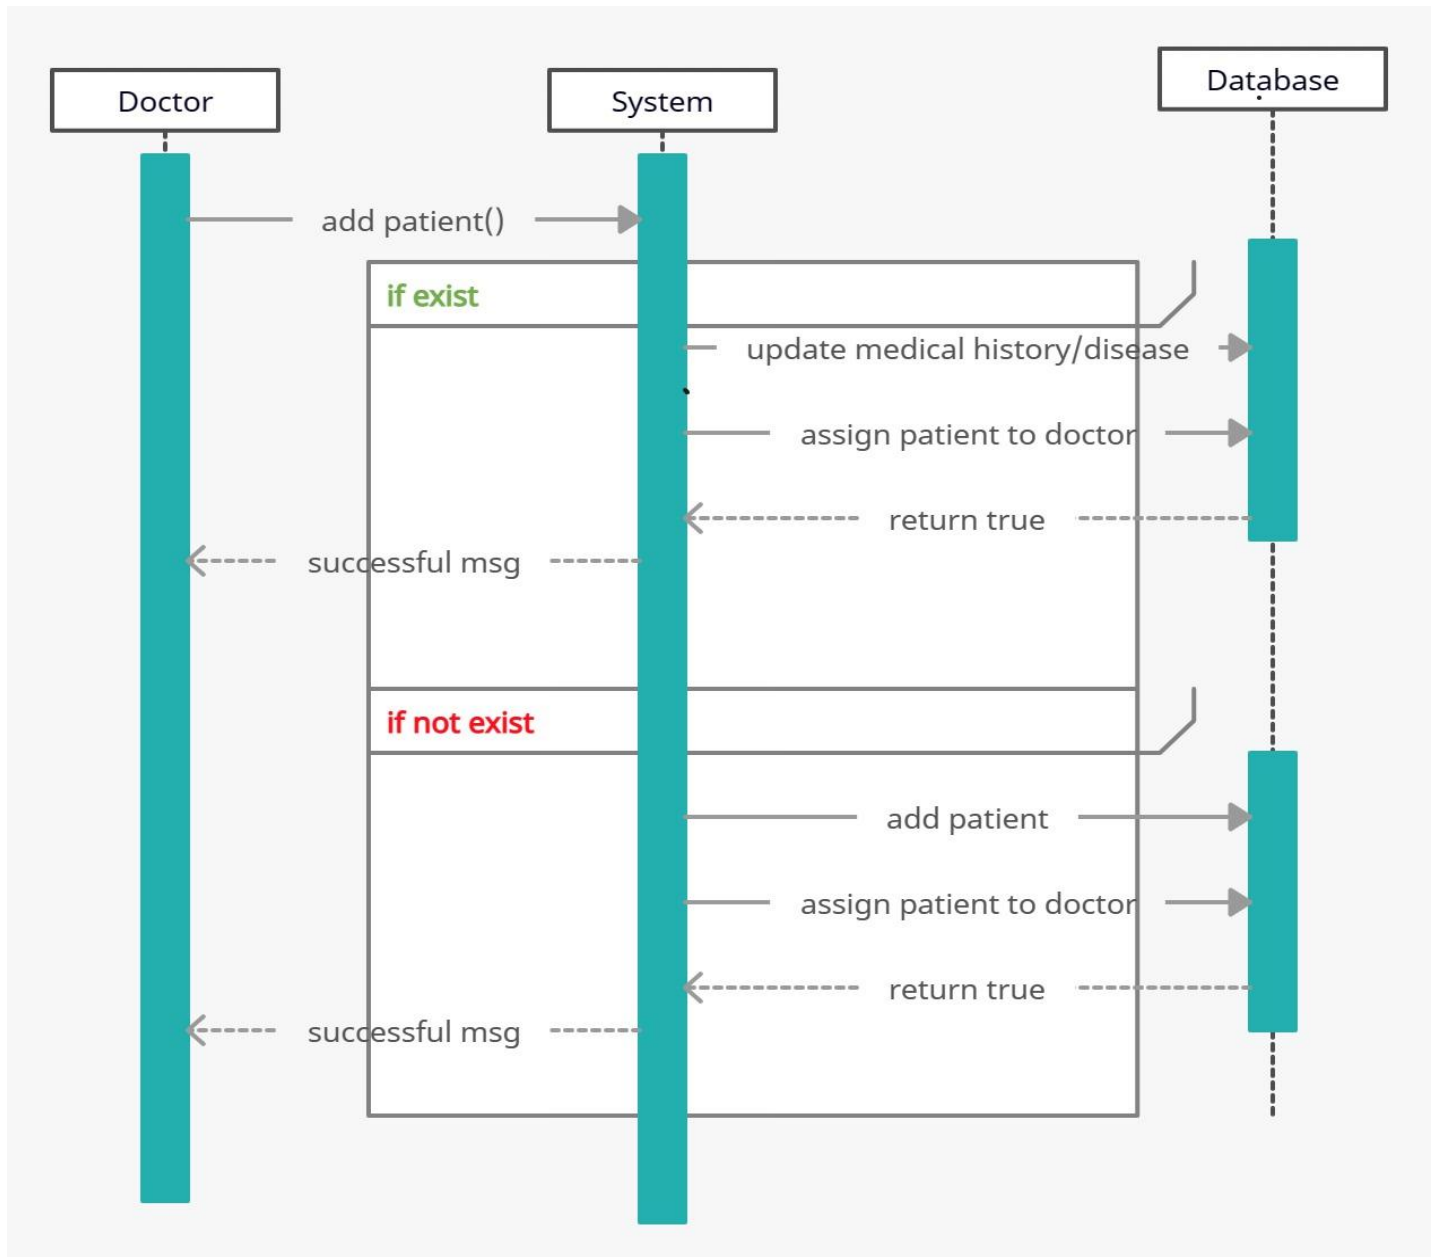 Doctor
System
Database
add patient()
if exist
update medical history/disease
assign patient to doctor
return true
successful msg
if not exist
add patient
assign patient to doctor
return true
successful msg